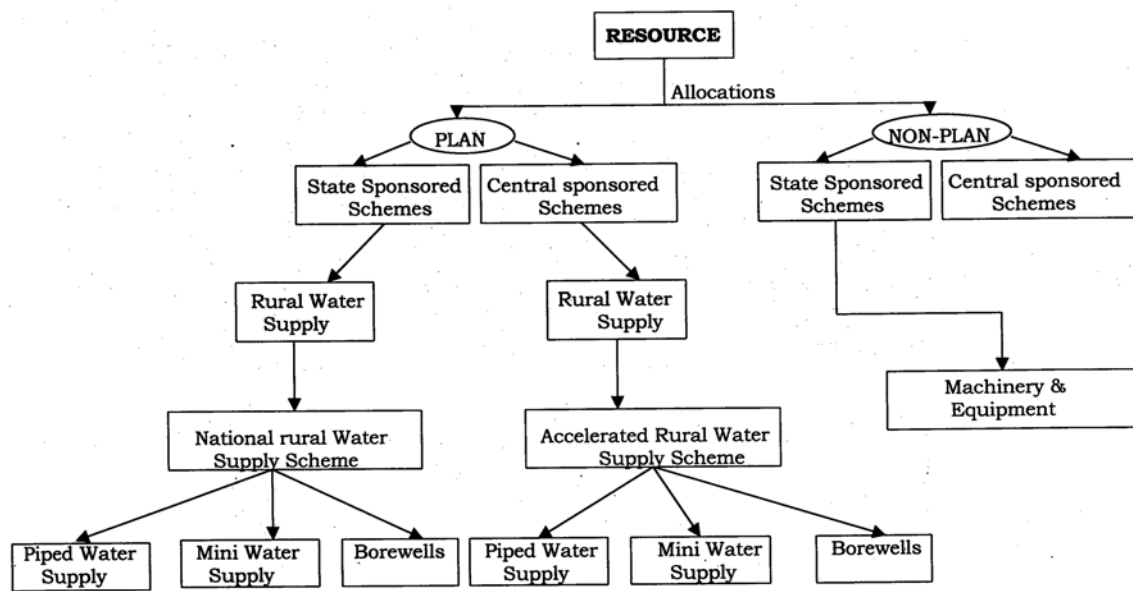 RESOURCE
Allocations
PLAN
NON-PLAN
State Sponsored
Schemes
Central sponsored
Schemes
State Sponsored
Schemes
Central sponsored
Schemes
Rural Water
Supply
Rural Water
Supply
Machinery &
Equipment
National rural Water
Supply Scheme
Accelerated Rural Water
Supply Scheme
Piped Water
Supply
Mini Water
Supply
Borewells
Piped Water
Supply
Mini Water
Supply
Borewells